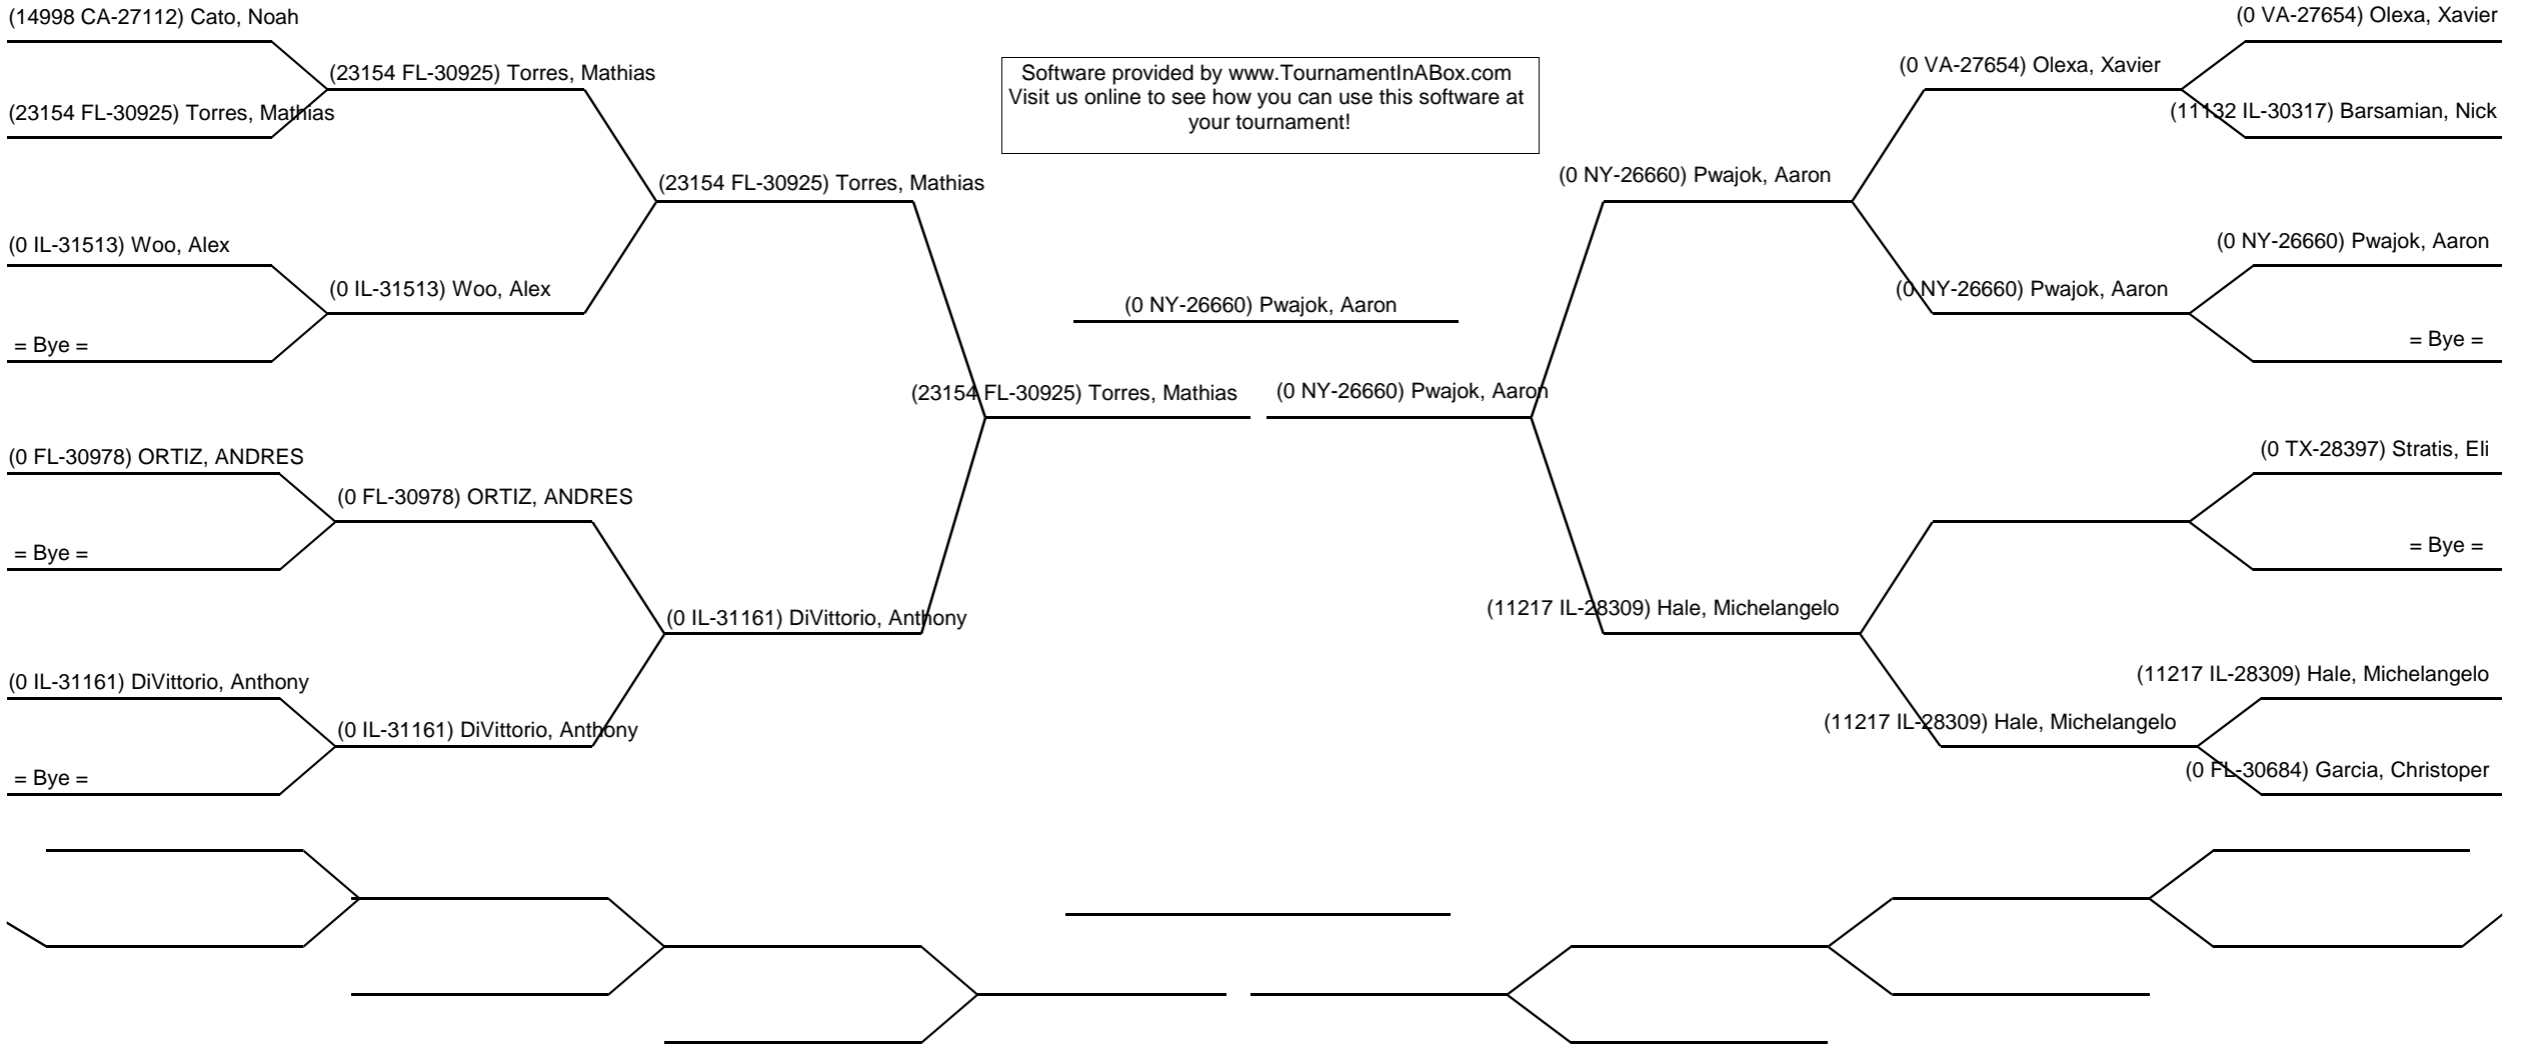 (14998 CA-27112) Cato, Noah
(23154 FL-30925) Torres, Mathias
(23154 FL-30925) Torres, Mathias
(0 IL-31513) Woo, Alex
(0 IL-31513) Woo, Alex
= Bye =
(0 FL-30978) ORTIZ, ANDRES
(0 FL-30978) ORTIZ, ANDRES
= Bye =
(0 IL-31161) DiVittorio, Anthony
(0 IL-31161) DiVittorio, Anthony
= Bye =
(23154 FL-30925) Torres, Mathias
(0 IL-31161) DiVittorio, Anthony
(23154 FL-30925) Torres, Mathias
Software provided by www.TournamentInABox.com
Visit us online to see how you can use this software at
your tournament!
(0 NY-26660) Pwajok, Aaron
(0 NY-26660) Pwajok, Aaron
(0 NY-26660) Pwajok, Aaron
(11217 IL-28309) Hale, Michelangelo
(0 VA-27654) Olexa, Xavier
(0 VA-27654) Olexa, Xavier
(11132 IL-30317) Barsamian, Nick
(0 NY-26660) Pwajok, Aaron
(0 NY-26660) Pwajok, Aaron
= Bye =
(0 TX-28397) Stratis, Eli
= Bye =
(11217 IL-28309) Hale, Michelangelo
(11217 IL-28309) Hale, Michelangelo
(0 FL-30684) Garcia, Christoper